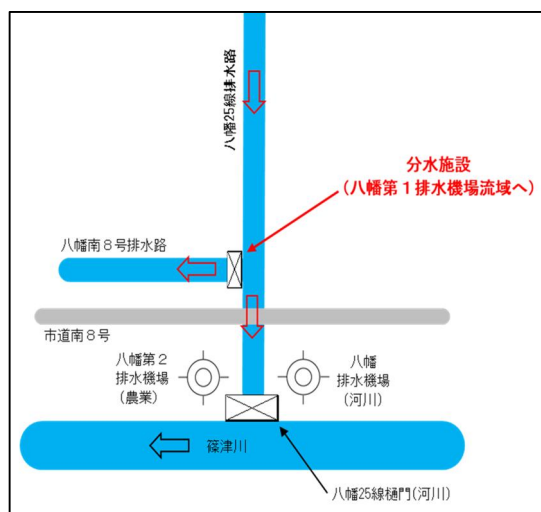 八幡25線排水路
分水施設
(八幡第１排水機場流域へ)
八幡南８号排水路
市道南８号
八幡第２
排水機場
(農業)
八幡
排水機場
(河川)
篠津川
八幡25線樋門(河川)